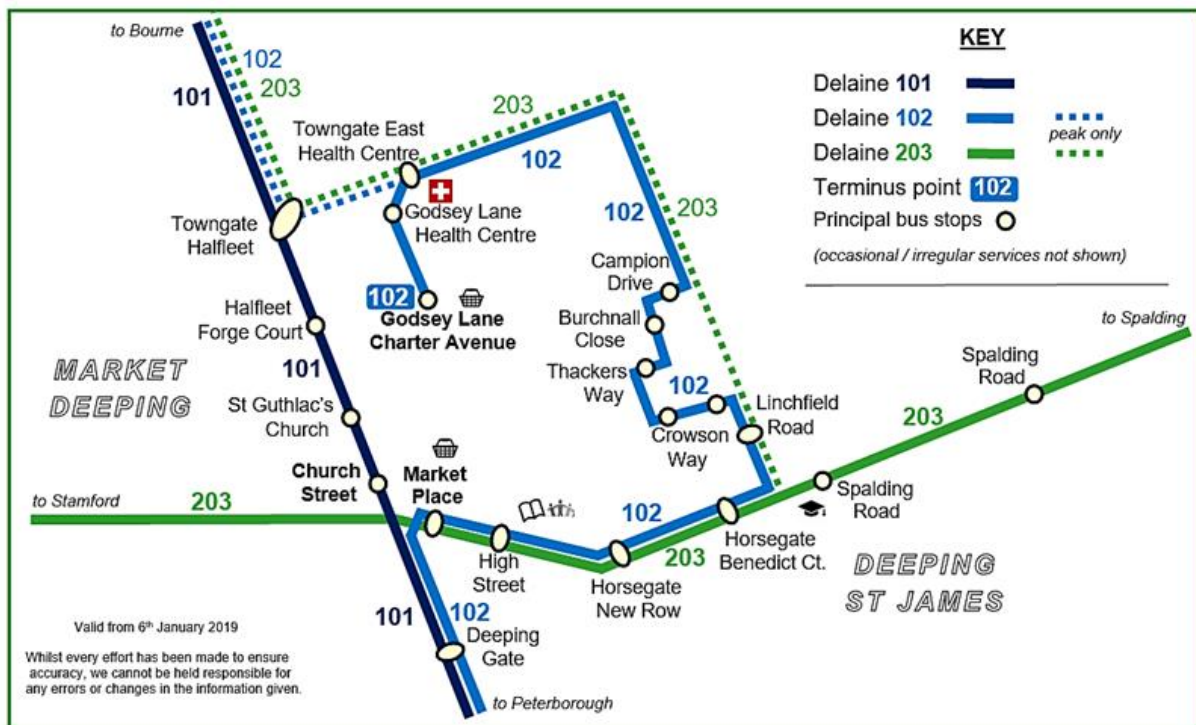 to Bourne
102
203
101
203
Towngate East
Health Centre
102
KEY
Delaine 101
Delaine 102
peak only
Delaine 203
Terminus point 102
Principal bus stops
(occasional / irregular services not shown)
Towngate
Halfleet
Godsey Lane
Health Centre
102
203
Campion
Drive
102
Godsey Lane
Charter Avenue
Burchnall
Close
Halfleet
Forge Court
Thackers
Way
to Spalding
Spalding
Road
MARKET
DEEPING
101
102
Linchfield
Road
St Guthlac's
Church
Crowson
Way
203
Church
Street
Market
Place
to Stamford
203
102
Spalding
Road
High
Street
203
Horsegate
Benedict Ct.
Horsegate
New Row
DEEPING
ST JAMES
101
102
Deeping
Gate
to Peterborough
Valid from 6th January 2019
Whilst every effort has been made to ensure
accuracy, we cannot be held responsible for
any errors or changes in the information given.